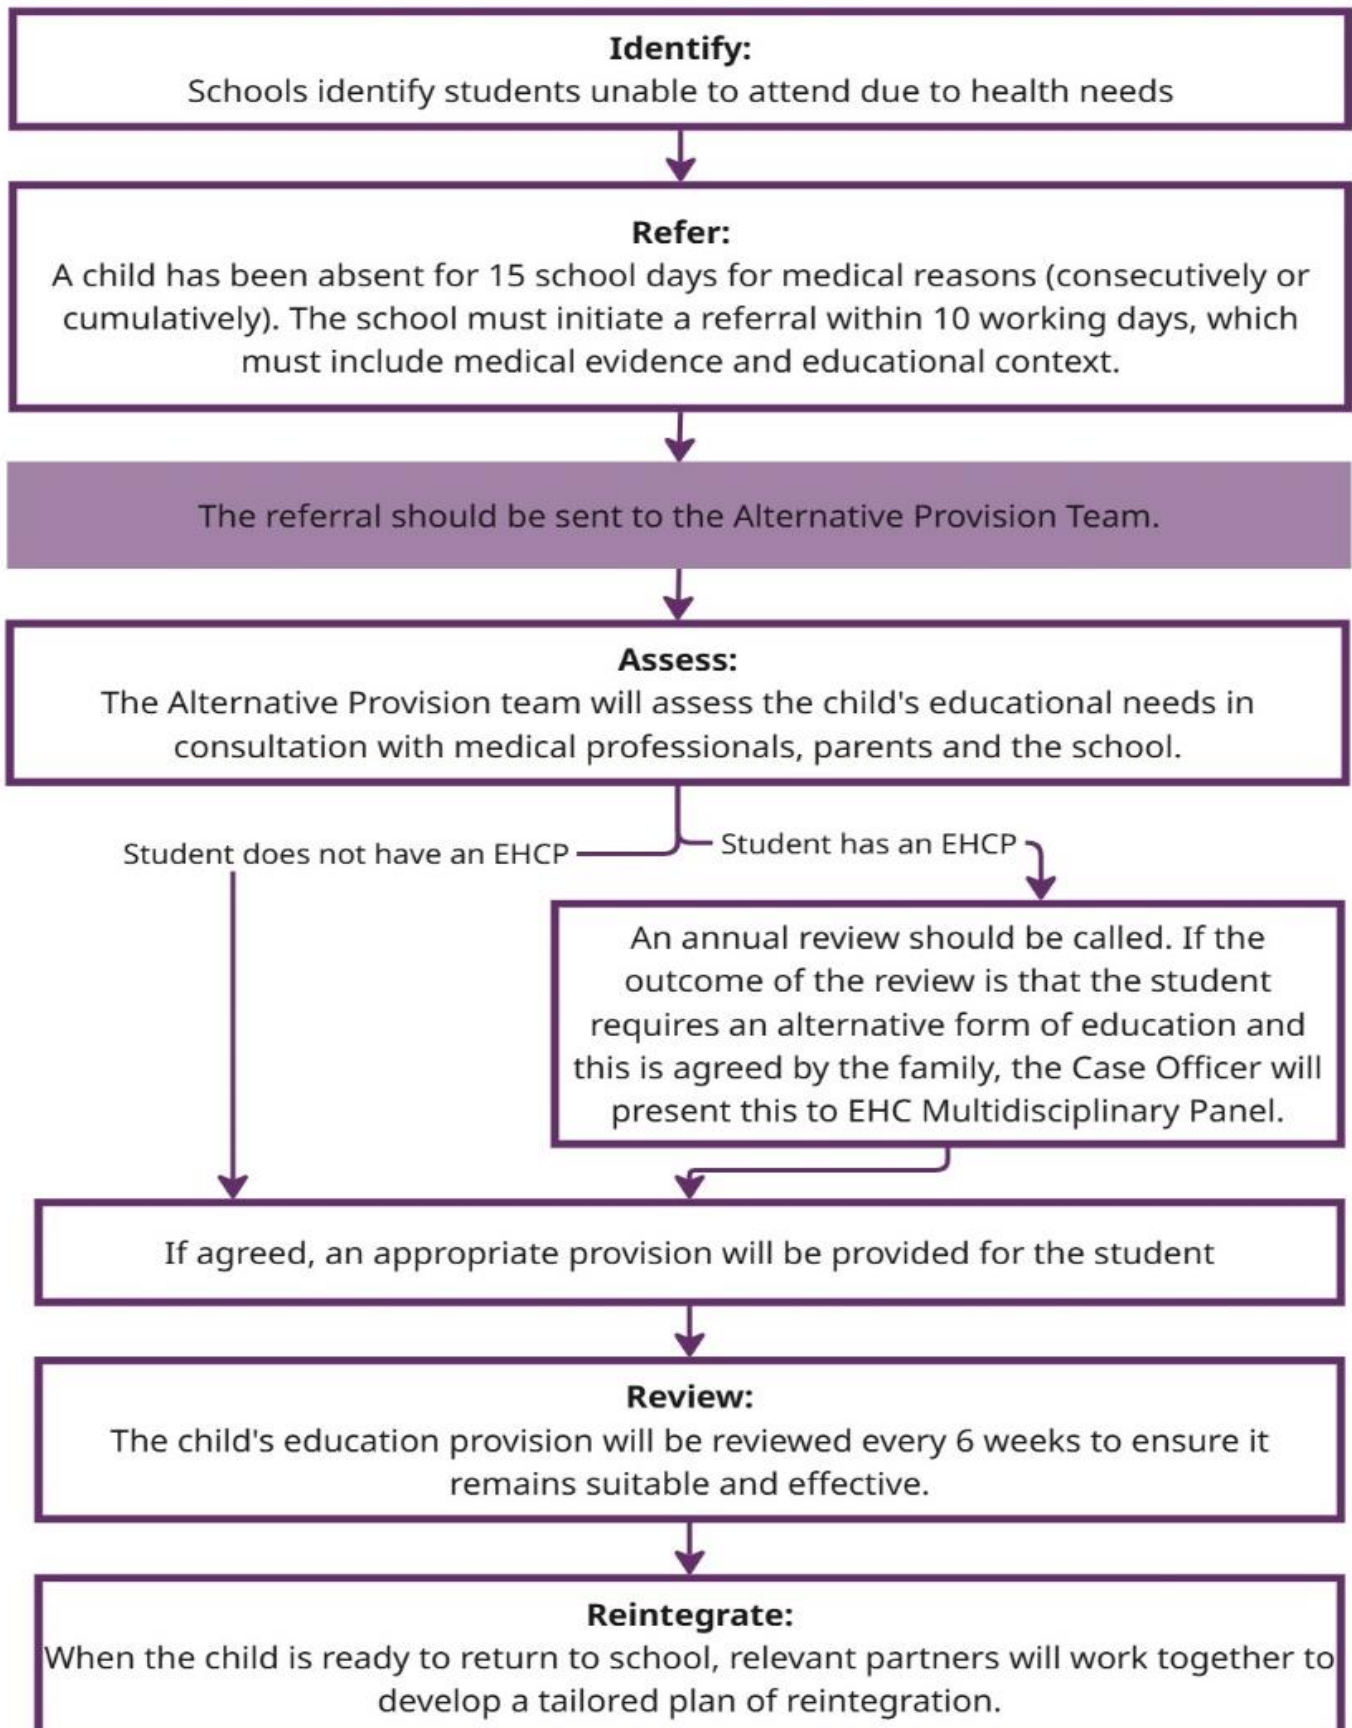 Identify:
Schools identify students unable to attend due to health needs
Refer:
A child has been absent for 15 school days for medical reasons (consecutively or
cumulatively). The school must initiate a referral within 10 working days, which
must include medical evidence and educational context.
The referral should be sent to the Alternative Provision Team.
Assess:
The Alternative Provision team will assess the child's educational needs in
consultation with medical professionals, parents and the school.
Student does not have an EHCP
Student has an EHCP
An annual review should be called. If the
outcome of the review is that the student
requires an alternative form of education and
this is agreed by the family, the Case Officer will
present this to EHC Multidisciplinary Panel.
If agreed, an appropriate provision will be provided for the student
Review:
The child's education provision will be reviewed every 6 weeks to ensure it
remains suitable and effective.
Reintegrate:
When the child is ready to return to school, relevant partners will work together to
develop a tailored plan of reintegration.